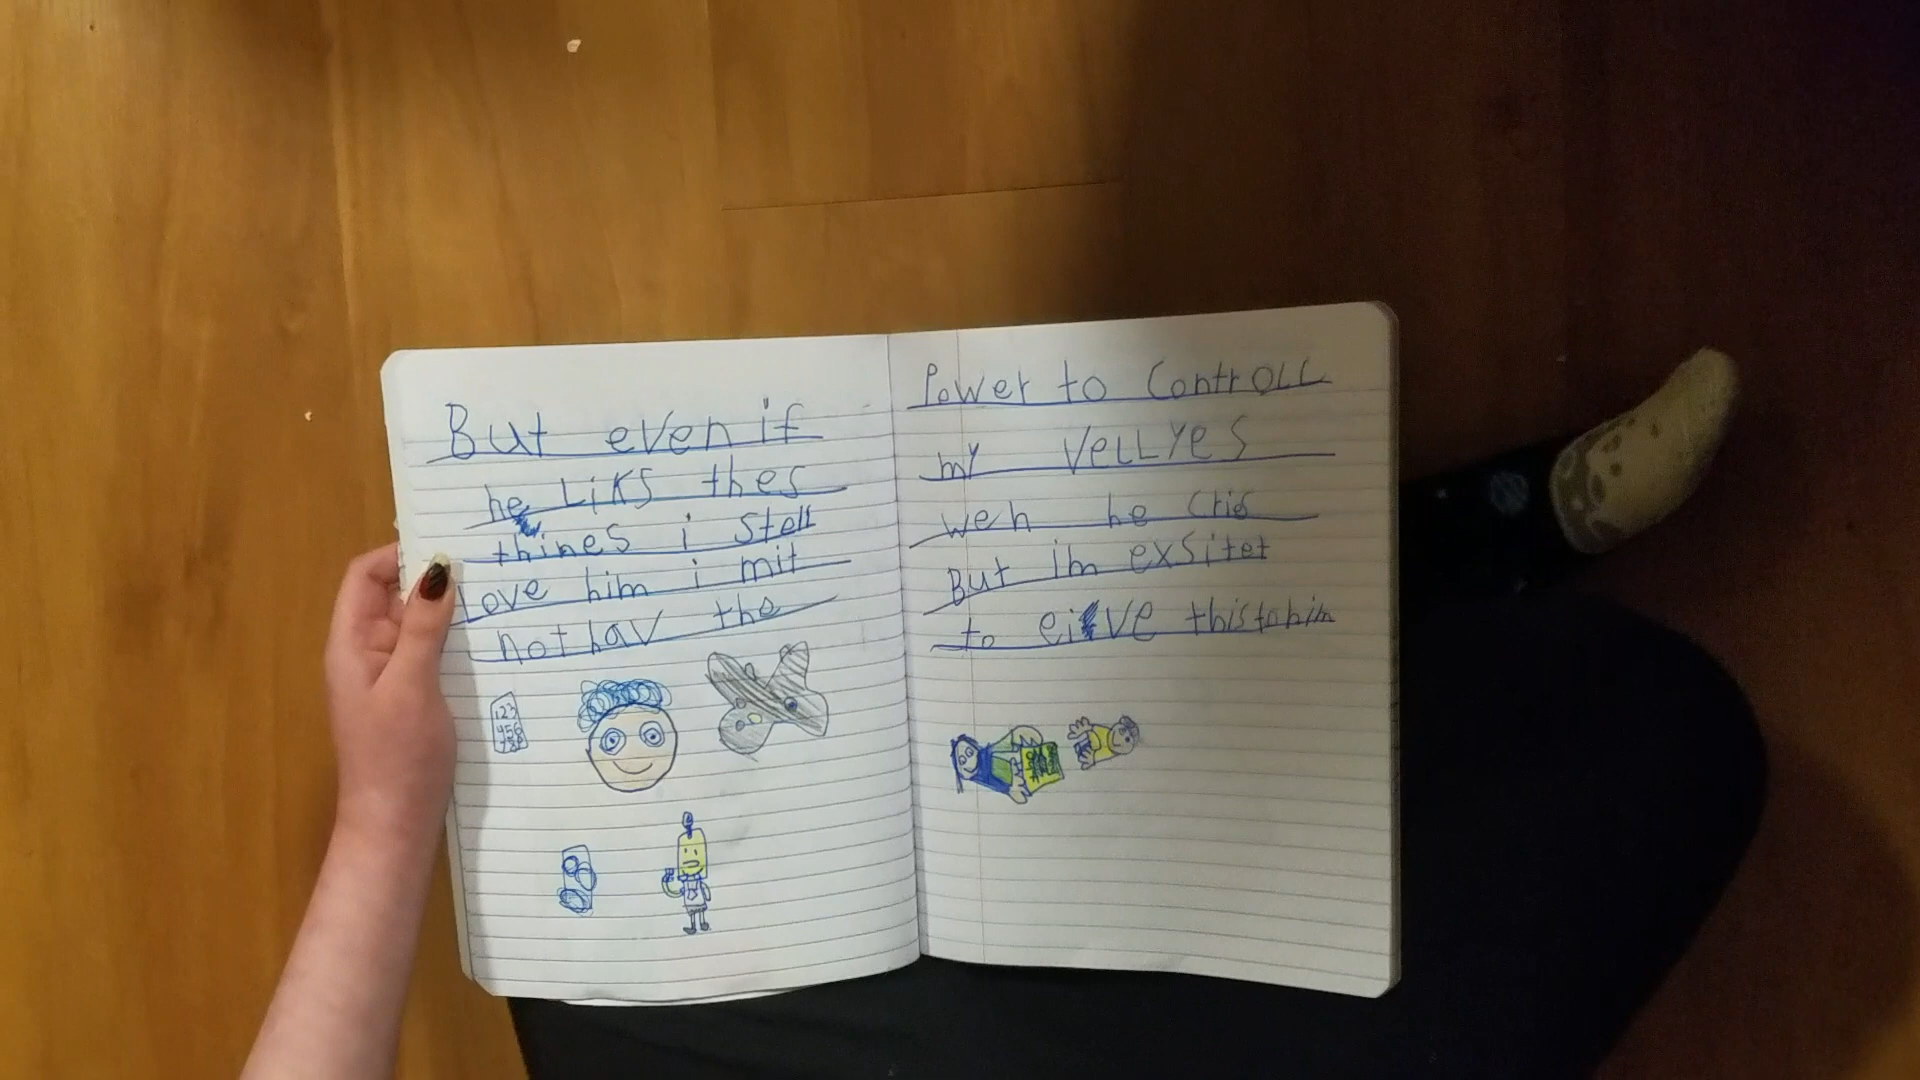 But even if
he Liks thes
thines i stell
Love him i mit
not hav the
123
456
789
Power to Controll
my vellyes
weh he cris
But im exsitet
to eive this to him